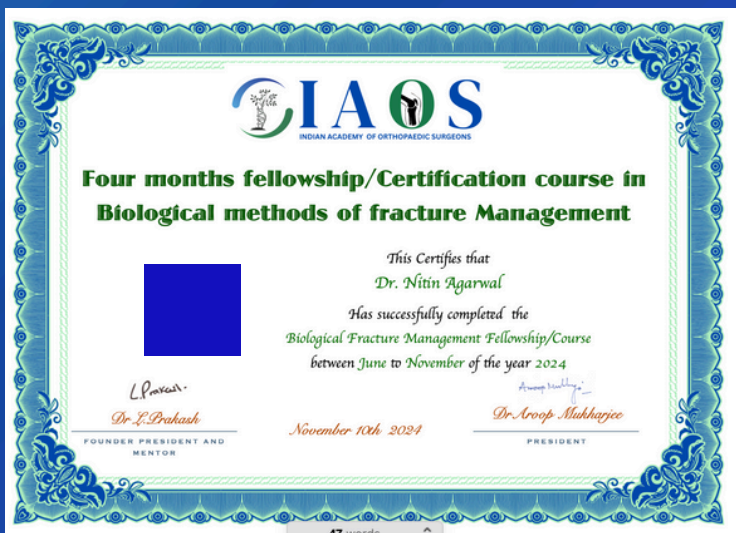 IAOS
INDIAN ACADEMY OF ORTHOPAEDIC SURGEONS
Four months fellowship/Certification course in
Biological methods of fracture Management
This Certifies that
Dr. Nitin Agarwal
Has successfully completed the
Biological Fracture Management Fellowship/Course
between June to November of the year 2024
L.Prakash.
Dr L.Prakash
FOUNDER PRESIDENT AND
MENTOR
November 10th 2024
Dr Aroop Mukharjee
PRESIDENT
47 words